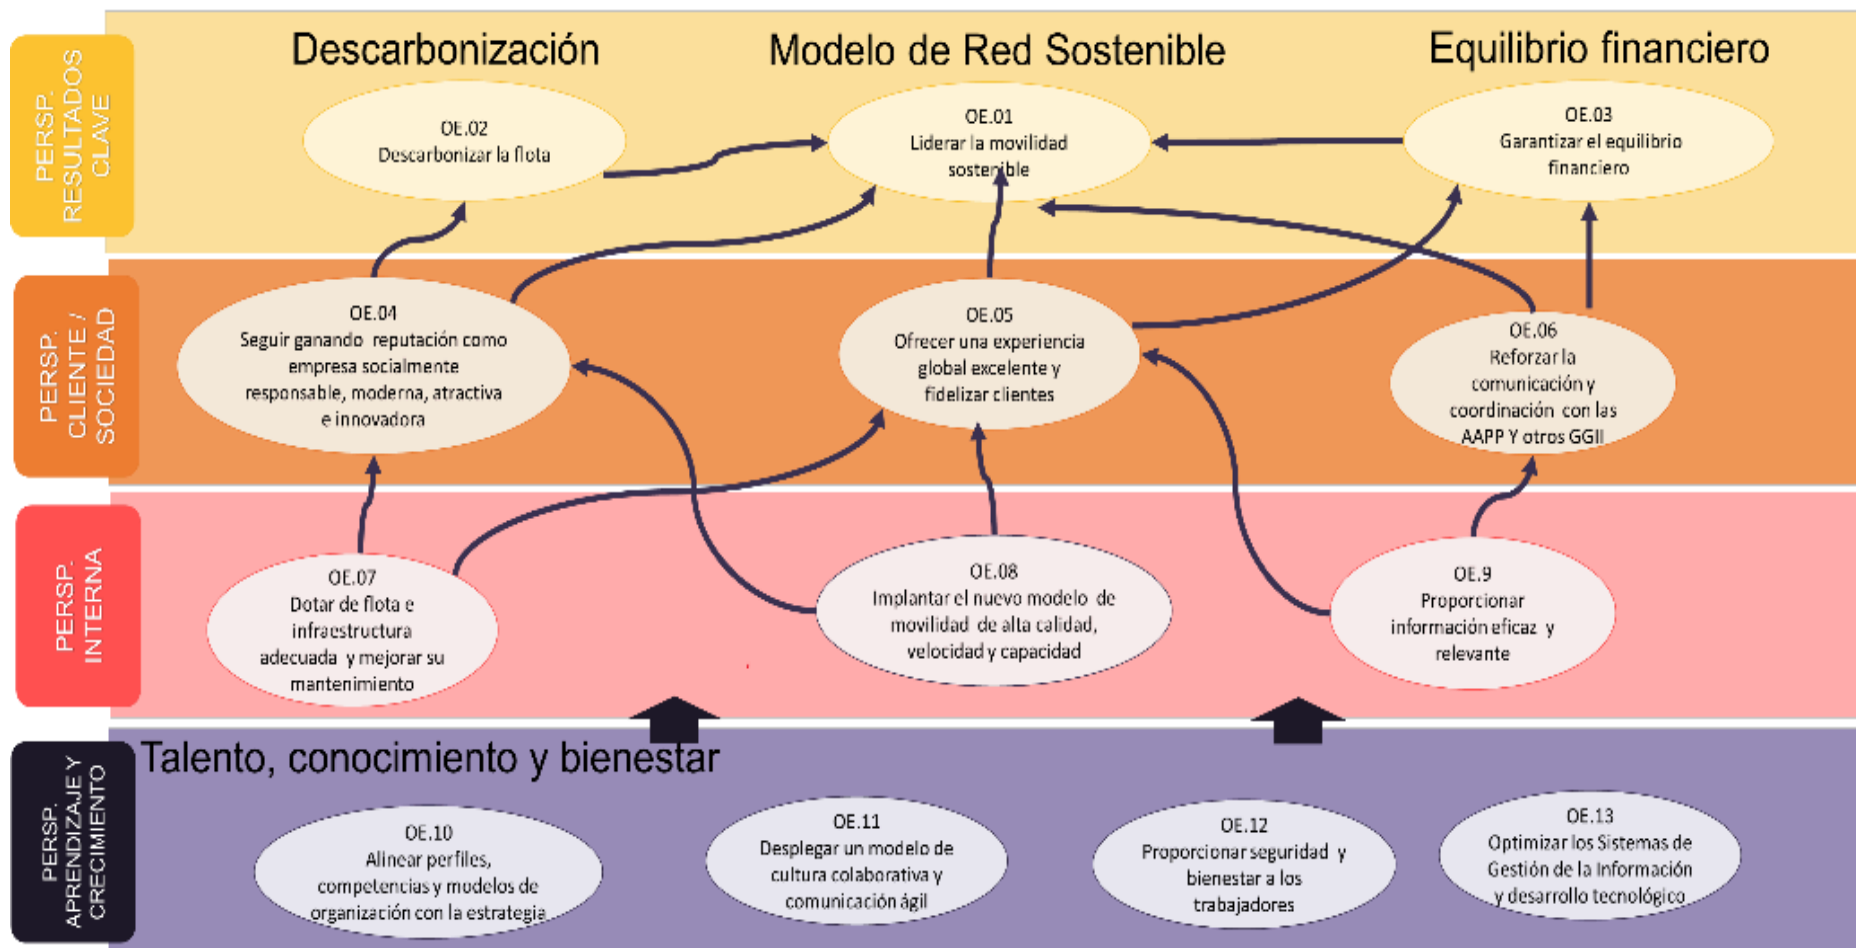 PERSP.
RESULTADOS
CLAVE
Descarbonización
Modelo de Red Sostenible
Equilibrio financiero
OE.02
Descarbonizar la flota
OE.01
Liderar la movilidad
sostenible
OE.03
Garantizar el equilibrio
financiero
PERSP.
CLIENTE /
SOCIEDAD
OE.04
Seguir ganando reputación como
empresa socialmente
responsable, moderna, atractiva
e innovadora
OE.05
Ofrecer una experiencia
global excelente y
fidelizar clientes
OE.06
Reforzar la
comunicación y
coordinación con las
AAPP Y otros GGII
PERSP.
INTERNA
OE.07
Dotar de flota e
infraestructura
adecuada y mejorar su
mantenimiento
OE.08
Implantar el nuevo modelo de
movilidad de alta calidad,
velocidad y capacidad
OE.9
Proporcionar
información eficaz y
relevante
PERSP.
APRENDIZAJE Y
CRECIMIENTO
Talento, conocimiento y bienestar
OE.10
Alinear perfiles,
competencias y modelos de
organización con la estrategia
OE.11
Desplegar un modelo de
cultura colaborativa y
comunicación ágil
OE.12
Proporcionar seguridad y
bienestar a los
trabajadores
OE.13
Optimizar los Sistemas de
Gestión de la Información
y desarrollo tecnológico